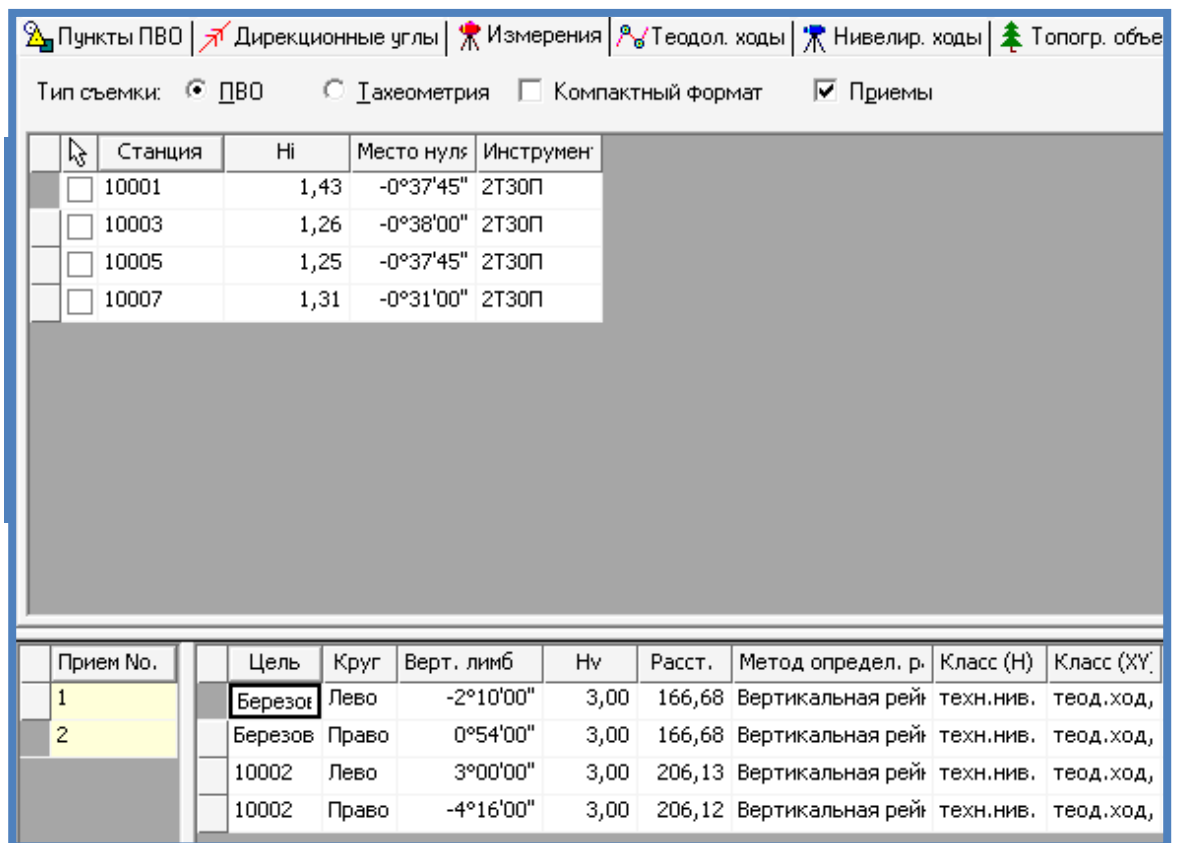 Пункты ПВО Дирекционные углы Измерения Теодол. ходы Нивелир. ходы Топогр. объе
Тип съемки: ПВО Тахеометрия Компактный формат Приемы
Станция Hi Место нуля Инструмен
10001 1,43 -0°37'45" 2Т30П
10003 1,26 -0°38'00" 2Т30П
10005 1,25 -0°37'45" 2Т30П
10007 1,31 -0°31'00" 2Т30П
Прием No. Цель Круг Верт. лимб Hv Расст. Метод определ. р. Класс (H) Класс (XY)
1 Березов Лево -2°10'00" 3,00 166,68 Вертикальная рей техн.нив. теод.ход,
2 Березов Право 0°54'00" 3,00 166,68 Вертикальная рей техн.нив. теод.ход,
10002 Лево 3°00'00" 3,00 206,13 Вертикальная рей техн.нив. теод.ход,
10002 Право -4°16'00" 3,00 206,12 Вертикальная рей техн.нив. теод.ход,